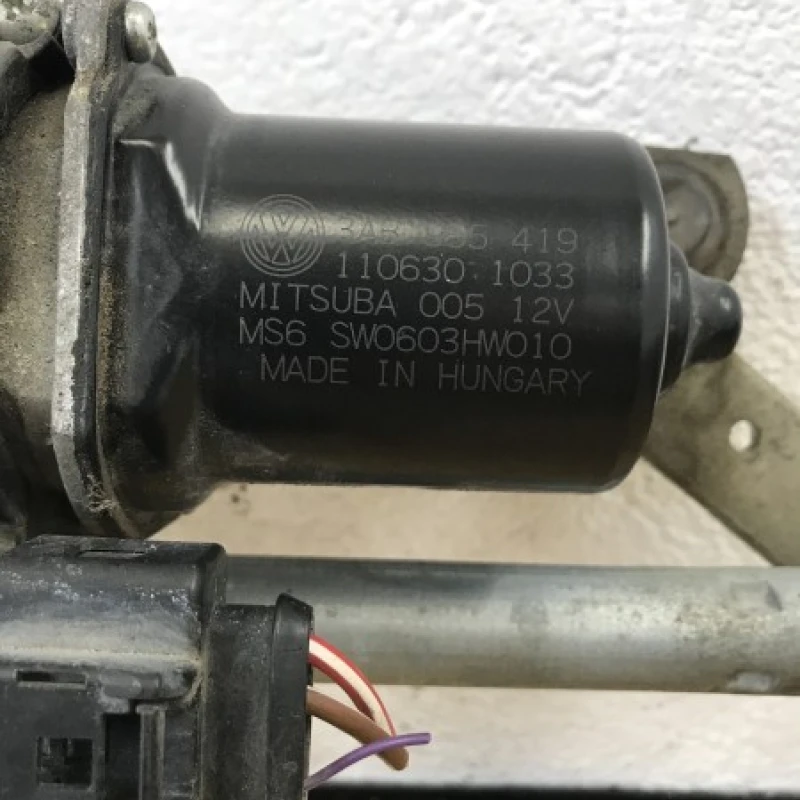 419
110630 1033
MITSUBA 005 12V
MS6 SW0603HW010
MADE IN HUNGARY